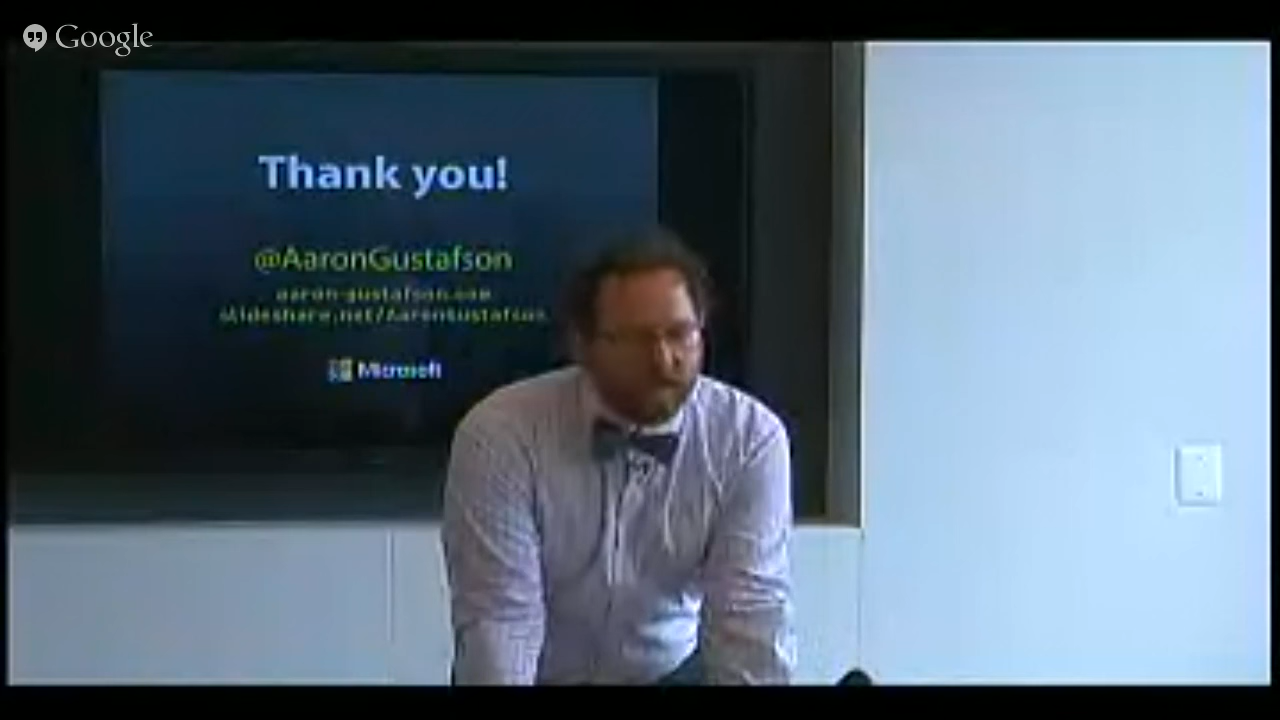 Google
Thank you!
@AaronGustafson
aaron-gustafson.com
slideshare.net/AaronGustafson
Microsoft